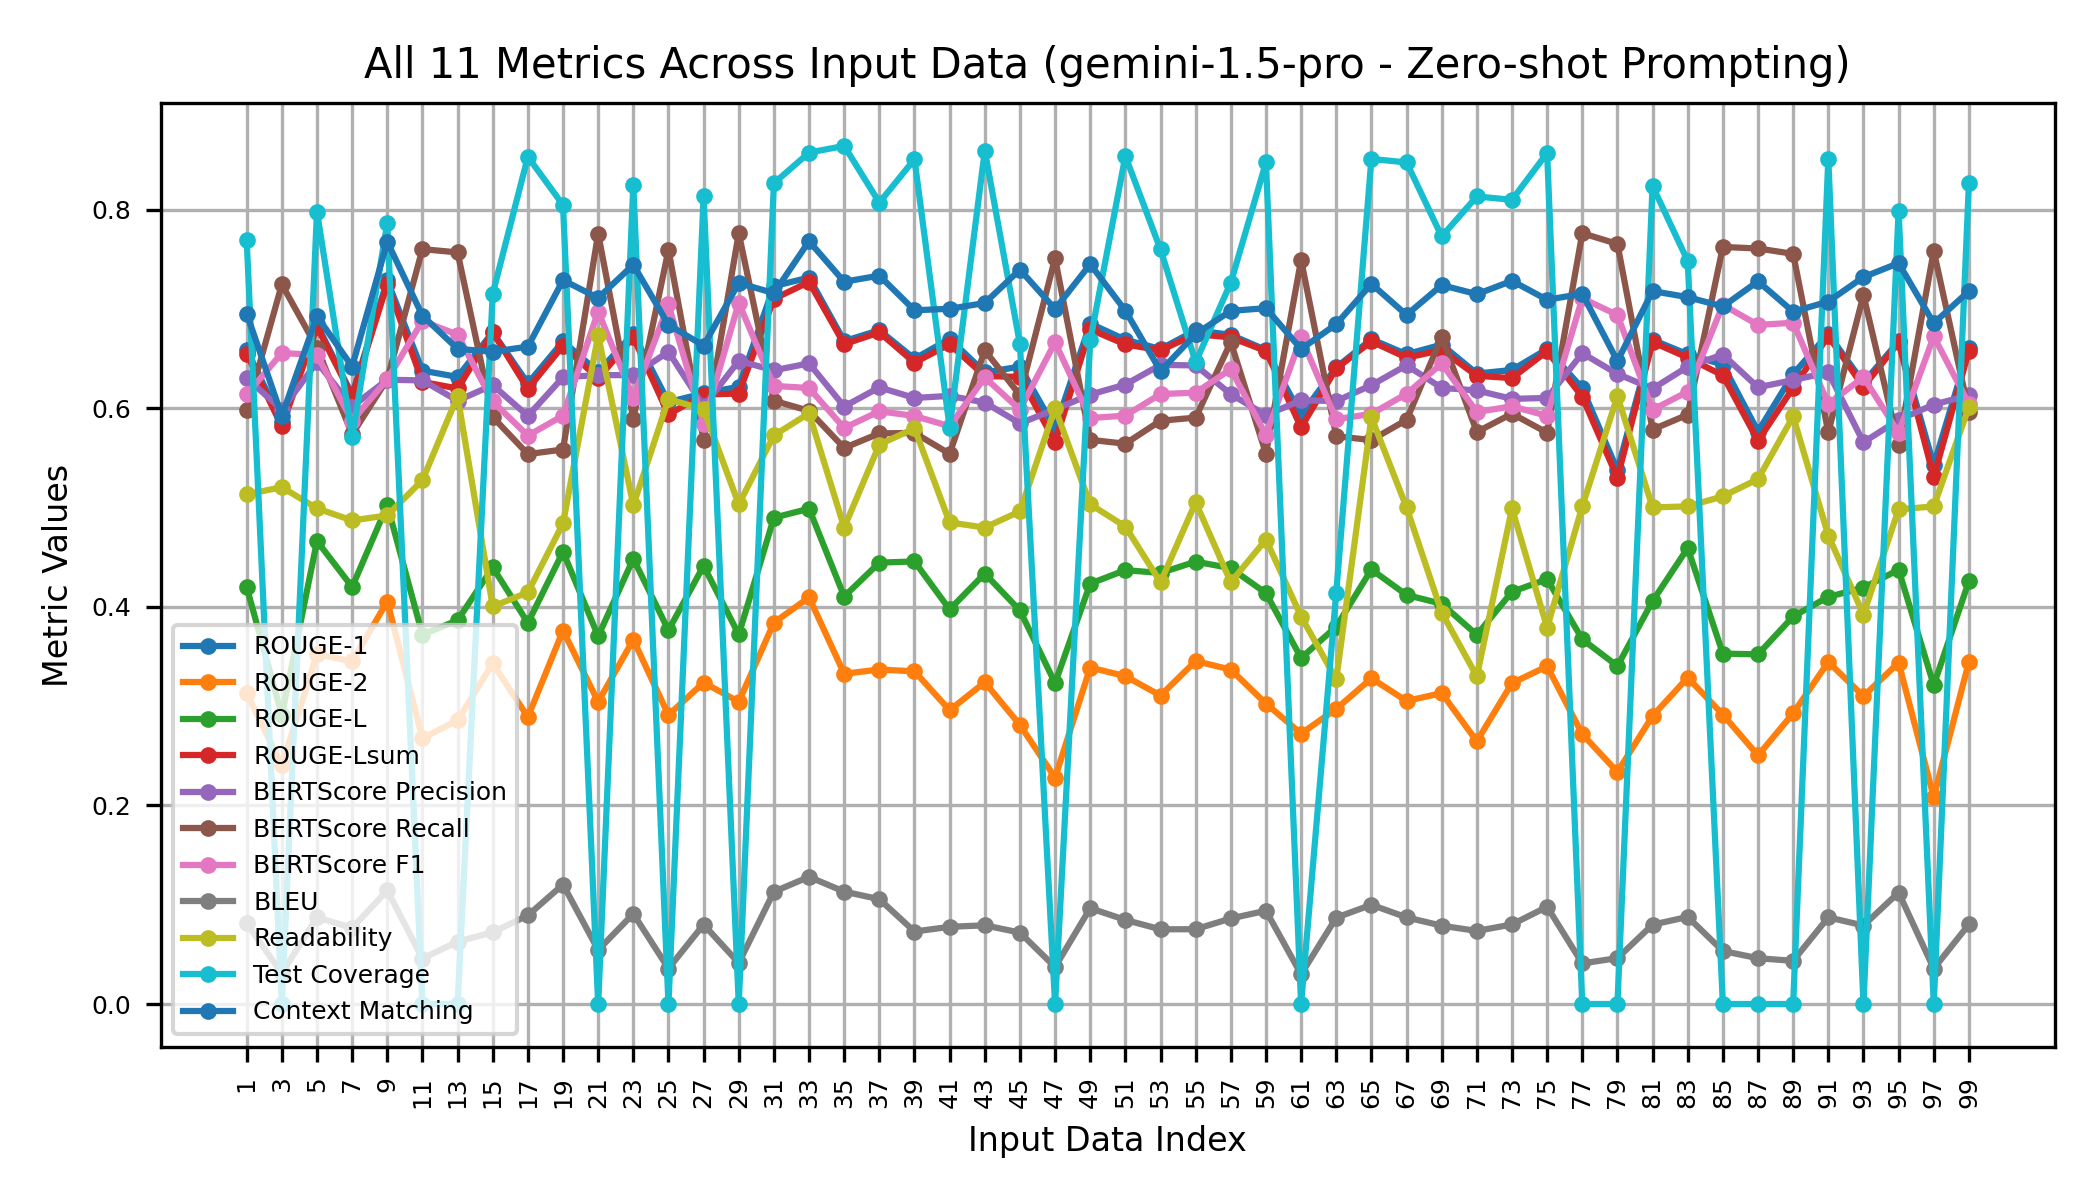 All 11 Metrics Across Input Data (gemini-1.5-pro - Zero-shot Prompting)
Metric Values
0.8
0.6
0.4
0.2
0.0
ROUGE-1
ROUGE-2
ROUGE-L
ROUGE-Lsum
BERTScore Precision
BERTScore Recall
BERTScore F1
BLEU
Readability
Test Coverage
Context Matching
1 3 5 7 9 11 13 15 17 19 21 23 25 27 29 31 33 35 37 39 41 43 45 47 49 51 53 55 57 59 61 63 65 67 69 71 73 75 77 79 81 83 85 87 89 91 93 95 97 99
Input Data Index